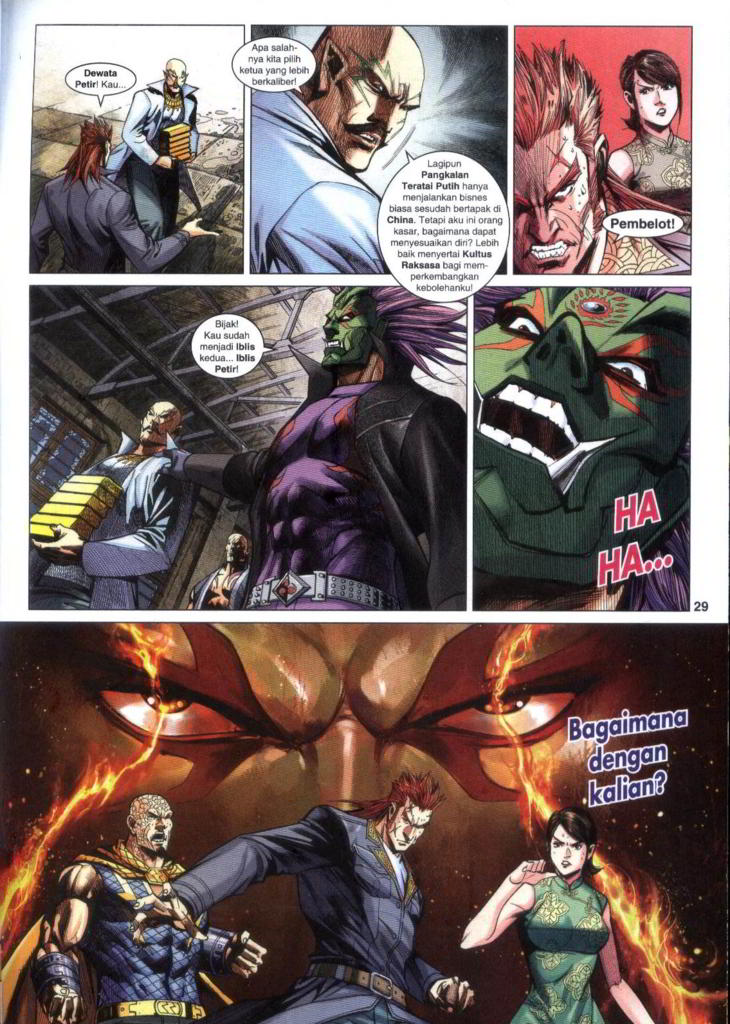 Dewata
Petir! Kau...
Apa salah-
nya kita pilih
ketua yang lebih
berkaliber!
Lagipun
Pangkalan
Teratai Putih hanya
menjalankan bisnes
biasa sesudah bertapak di
China. Tetapi aku ini orang
kasar, bagaimana dapat
menyesuaikan diri? Lebih
baik menyertai Kultus
Raksasa bagi mem-
perkembangkan
kebolehanku!
Pembelot!
Bijak!
Kau sudah
menjadi Iblis
kedua... Iblis
Petir!
HA
HA...
29
Bagaimana
dengan
kalian?